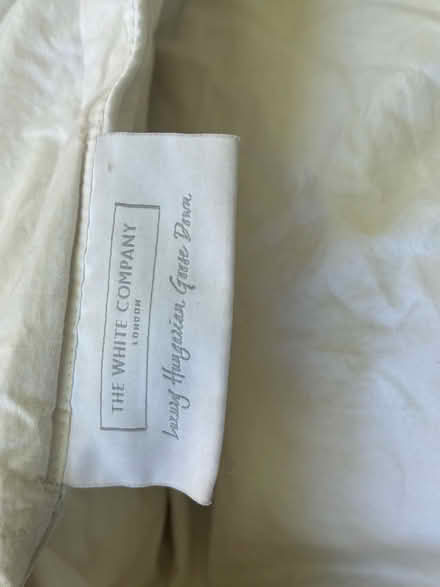 THE WHITE COMPANY
LONDON
Luxury Hungarian Goose Down